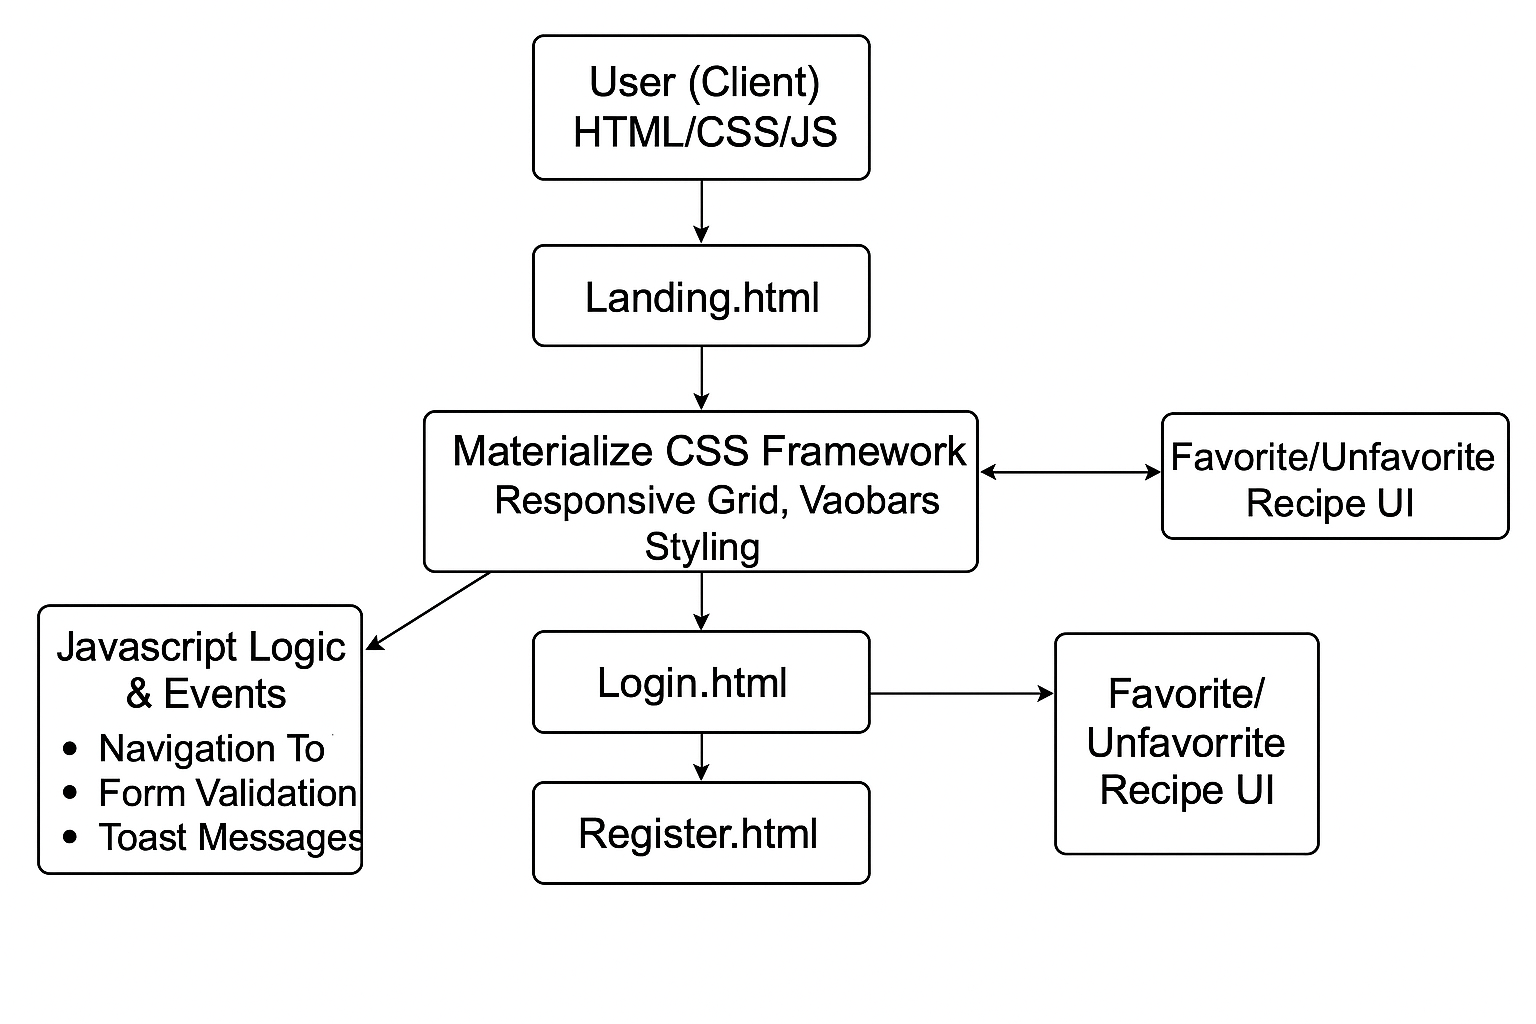 User (Client)
HTML/CSS/JS
Landing.html
Materialize CSS Framework
Responsive Grid, Vaobars
Styling
Favorite/Unfavorite
Recipe UI
Javascript Logic
& Events
• Navigation To
• Form Validation
• Toast Messages
Login.html
Favorite/
Unfavorrite
Recipe UI
Register.html